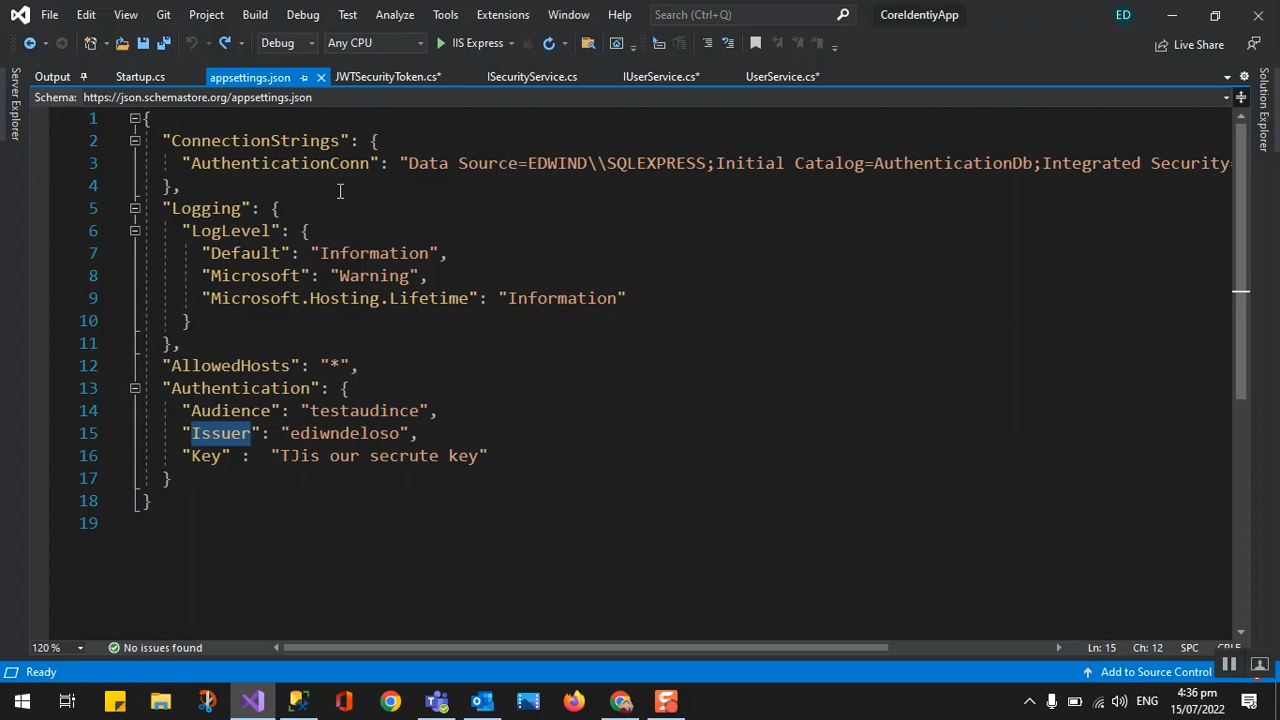 File Edit View Git Project Build Debug Test Analyze Tools Extensions Window Help Search (Ctrl+Q) CoreIdentiyApp ED
Debug Any CPU IIS Express Live Share
Server Explorer
Output Startup.cs appsettings.json JWTSecurityToken.cs* ISecurityService.cs IUserService.cs* UserService.cs*
Solution Explorer
Schema: https://json.schemastore.org/appsettings.json
1 {
2 "ConnectionStrings": {
3 "AuthenticationConn": "Data Source=EDWIND\\SQLEXPRESS;Initial Catalog=AuthenticationDb;Integrated Security=
4 },
5 "Logging": {
6 "LogLevel": {
7 "Default": "Information",
8 "Microsoft": "Warning",
9 "Microsoft.Hosting.Lifetime": "Information"
10 }
11 },
12 "AllowedHosts": "*",
13 "Authentication": {
14 "Audience": "testaudince",
15 "Issuer": "ediwndeloso",
16 "Key" : "TJis our secrute key"
17 }
18 }
19
120 % No issues found Ln: 15 Ch: 12 SPC CRLF
Ready Add to Source Control
ENG 4:36 pm
15/07/2022